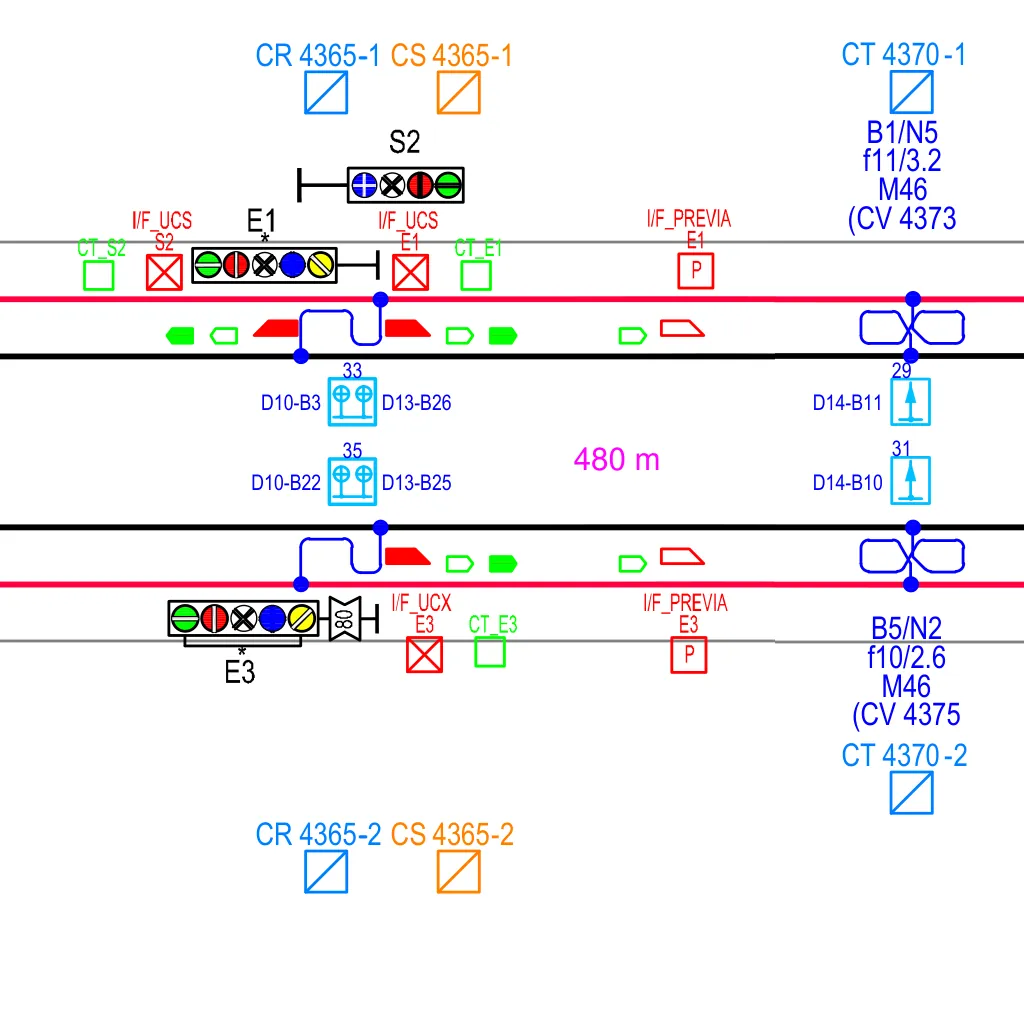 CR 4365-1 CS 4365-1
CT 4370-1
B1/N5
f11/3.2
M46
(CV 4373
S2
I/F_UCS
S2
E1
*
I/F_UCS
E1
I/F_PREVIA
E1
CT_S2
CT_E1
P
33
D10-B3
D13-B26
29
D14-B11
35
D10-B22
D13-B25
480 m
31
D14-B10
80
I/F_UCX
E3
CT_E3
I/F_PREVIA
E3
P
*
E3
B5/N2
f10/2.6
M46
(CV 4375
CT 4370-2
CR 4365-2 CS 4365-2